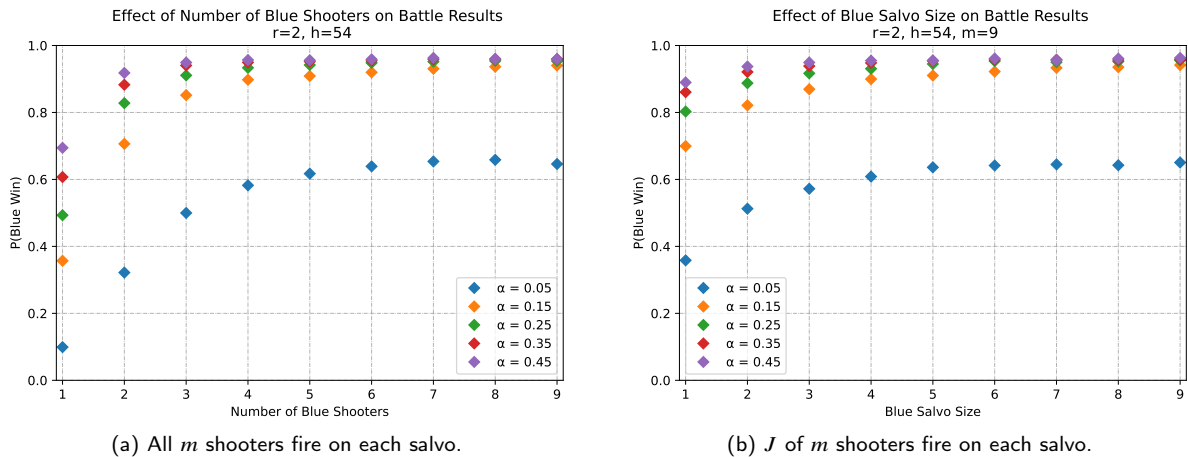 Effect of Number of Blue Shooters on Battle Results
r=2, h=54
1.0
0.8
0.6
0.4
0.2
0.0
P(Blue Win)
1 2 3 4 5 6 7 8 9
Number of Blue Shooters
α = 0.05
α = 0.15
α = 0.25
α = 0.35
α = 0.45
(a) All m shooters fire on each salvo.
Effect of Blue Salvo Size on Battle Results
r=2, h=54, m=9
1.0
0.8
0.6
0.4
0.2
0.0
P(Blue Win)
1 2 3 4 5 6 7 8 9
Blue Salvo Size
α = 0.05
α = 0.15
α = 0.25
α = 0.35
α = 0.45
(b) J of m shooters fire on each salvo.